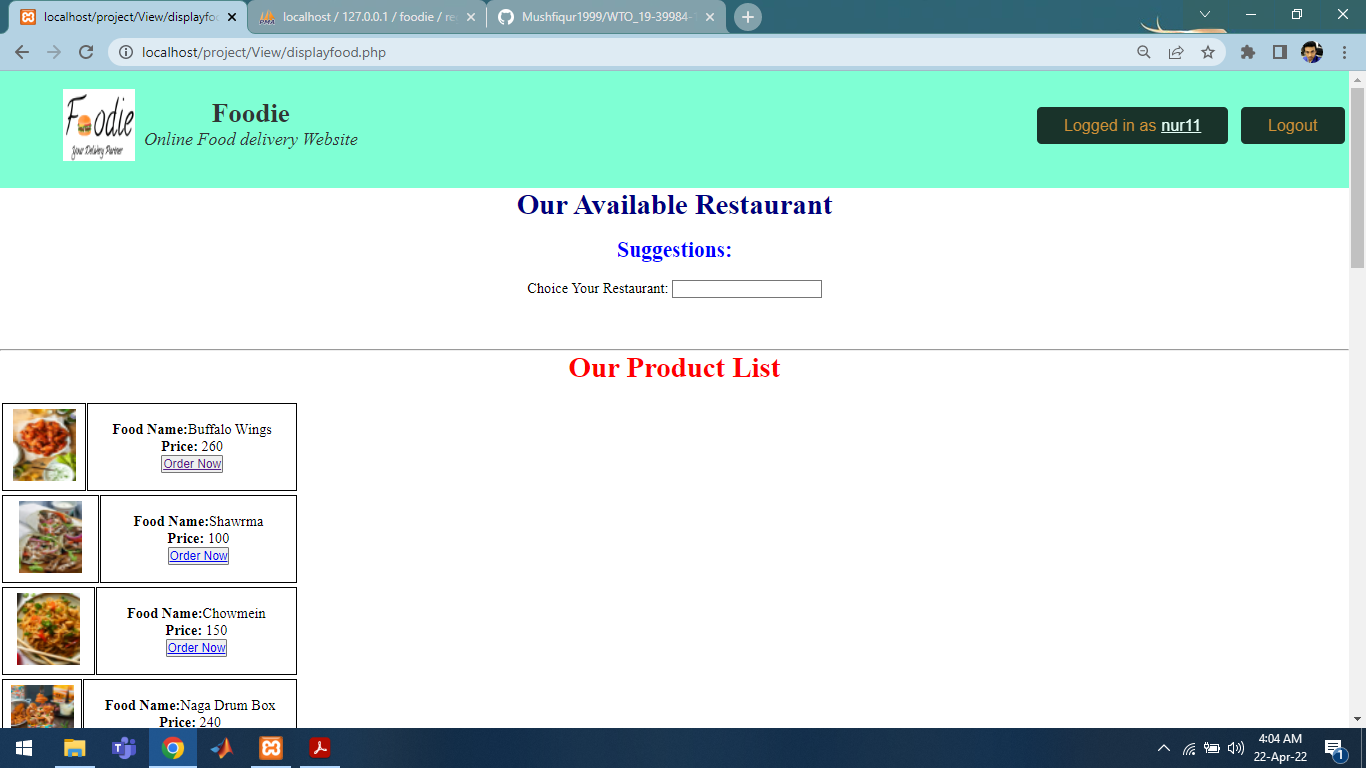 localhost/project/View/displayfo
localhost / 127.0.0.1 / foodie / re
Mushfiqur1999/WTO_19-39984-1
localhost/project/View/displayfood.php
Foodie
Your Delivery Partner
Foodie
Online Food delivery Website
Logged in as nur11
Logout
Our Available Restaurant
Suggestions:
Choice Your Restaurant:
Our Product List
Food Name:Buffalo Wings
Price: 260
Order Now
Food Name:Shawrma
Price: 100
Order Now
Food Name:Chowmein
Price: 150
Order Now
Food Name:Naga Drum Box
Price: 240
4:04 AM
22-Apr-22
1